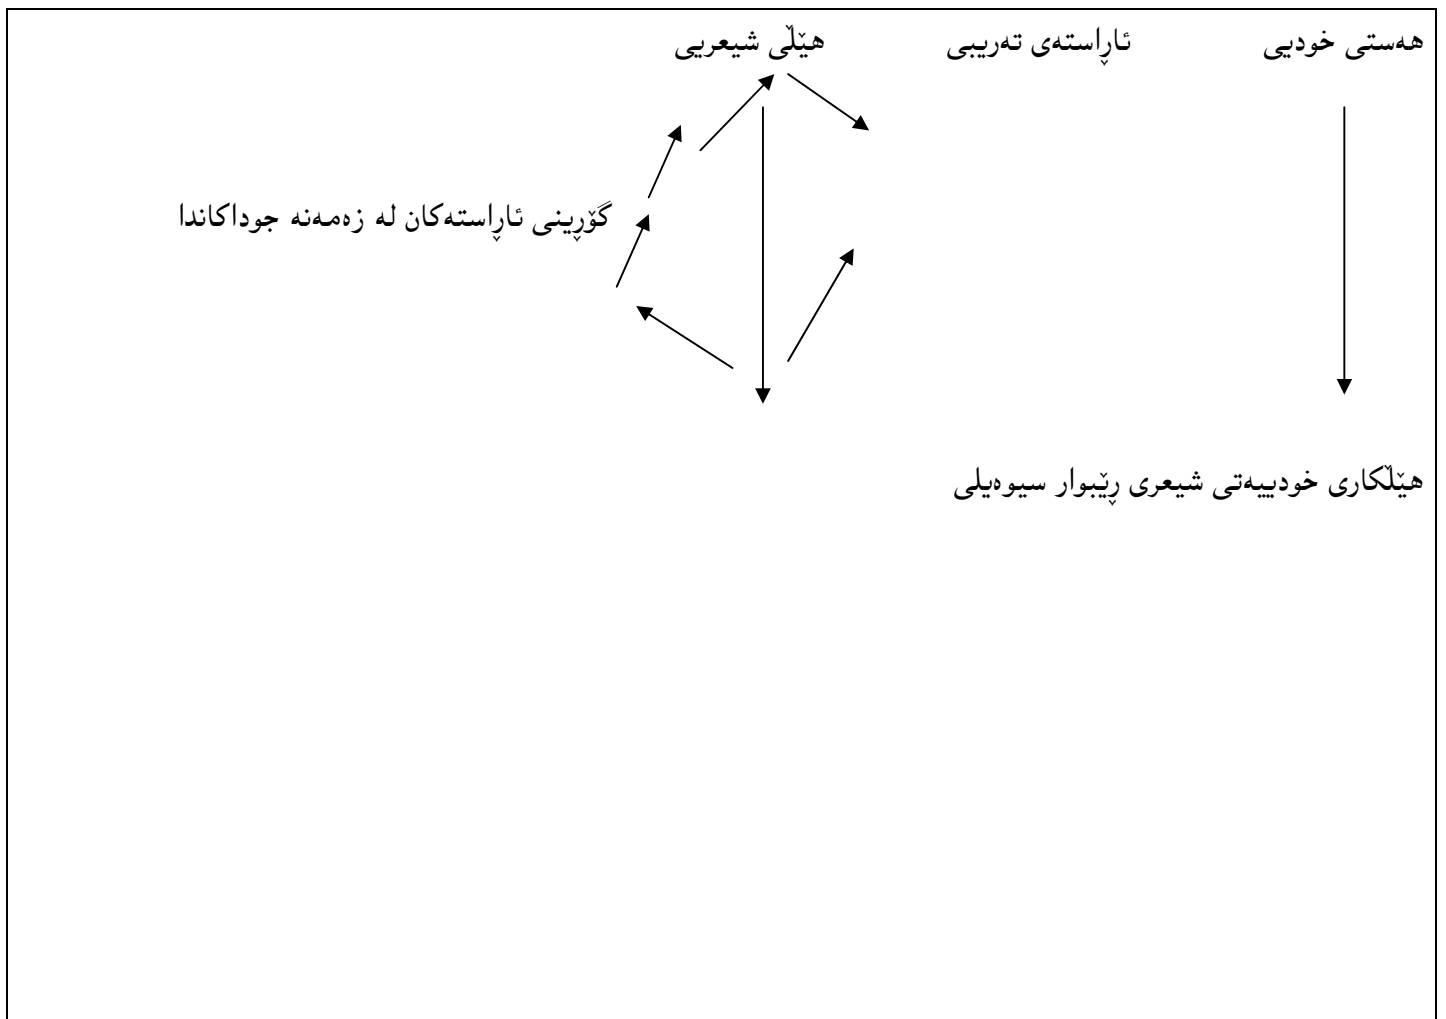 هەستی خودیی ئاڕاستەی تەریبی هێڵی شیعریی
گۆڕینی ئاڕاستەکان لە زەمەنە جوداکاندا
هێڵکاری خودییەتی شیعری ڕێبوار سیوەیلی